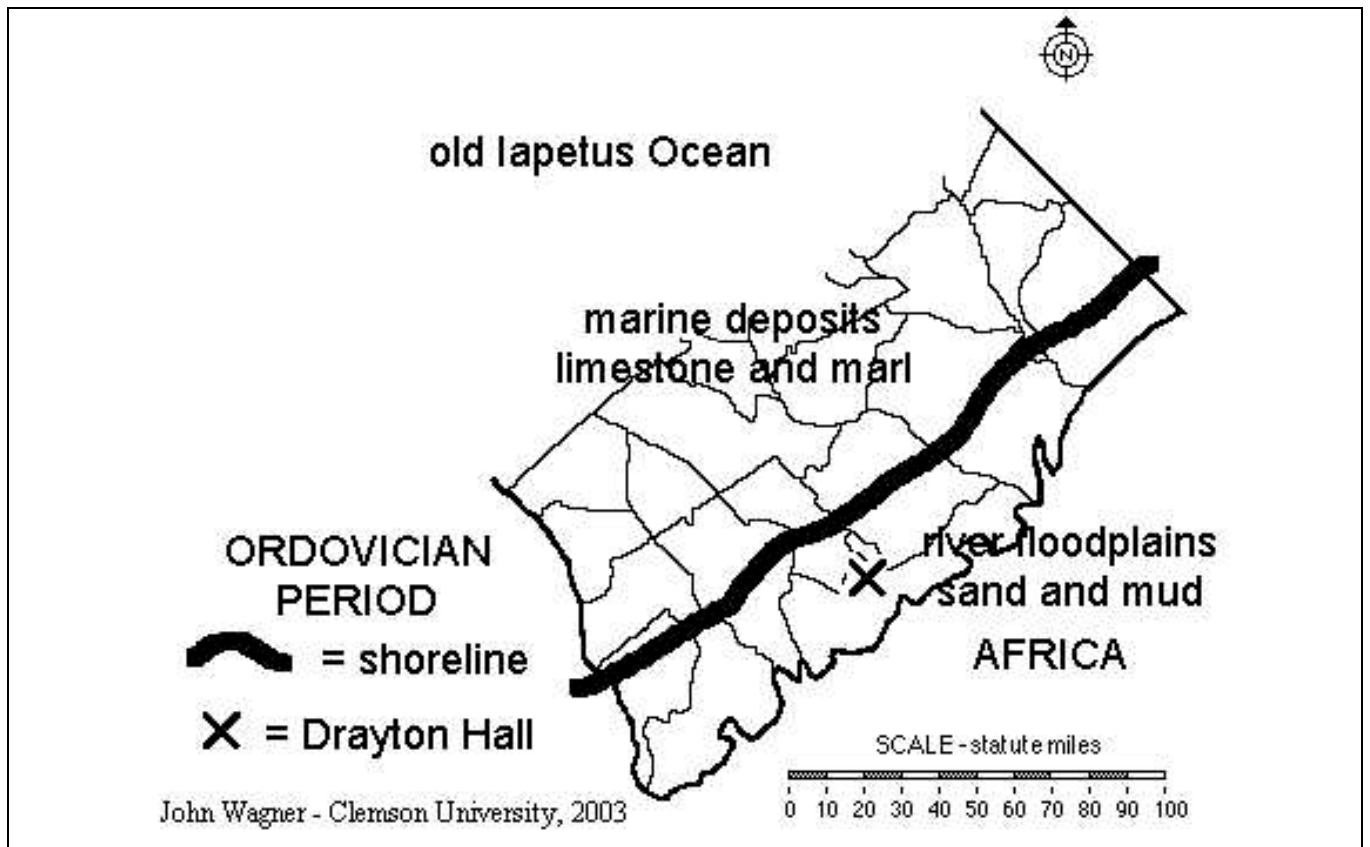 N
old Iapetus Ocean
marine deposits
limestone and marl
river floodplains
sand and mud
AFRICA
ORDOVICIAN
PERIOD
= shoreline
= Drayton Hall
SCALE - statute miles
0 10 20 30 40 50 60 70 80 90 100
John Wagner - Clemson University, 2003